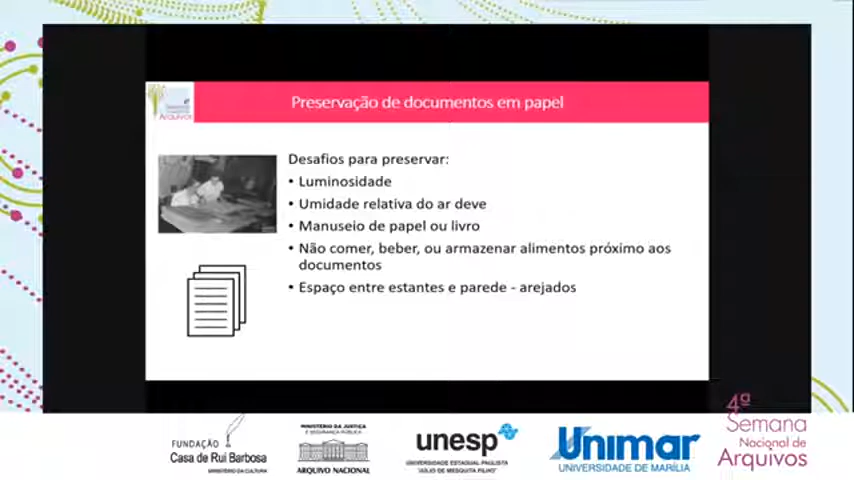 Preservação de documentos em papel
Arquivos
Desafios para preservar:
• Luminosidade
• Umidade relativa do ar deve
• Manuseio de papel ou livro
• Não comer, beber, ou armazenar alimentos próximo aos
documentos
• Espaço entre estantes e parede - arejados
FUNDAÇÃO
Casa de Rui Barbosa
MINISTÉRIO DA CULTURA
MINISTÉRIO DA JUSTIÇA
E SEGURANÇA PÚBLICA
ARQUIVO NACIONAL
unesp
UNIVERSIDADE ESTADUAL PAULISTA
"JÚLIO DE MESQUITA FILHO"
Unimar
UNIVERSIDADE DE MARÍLIA
4ª
Semana
Nacional de
Arquivos